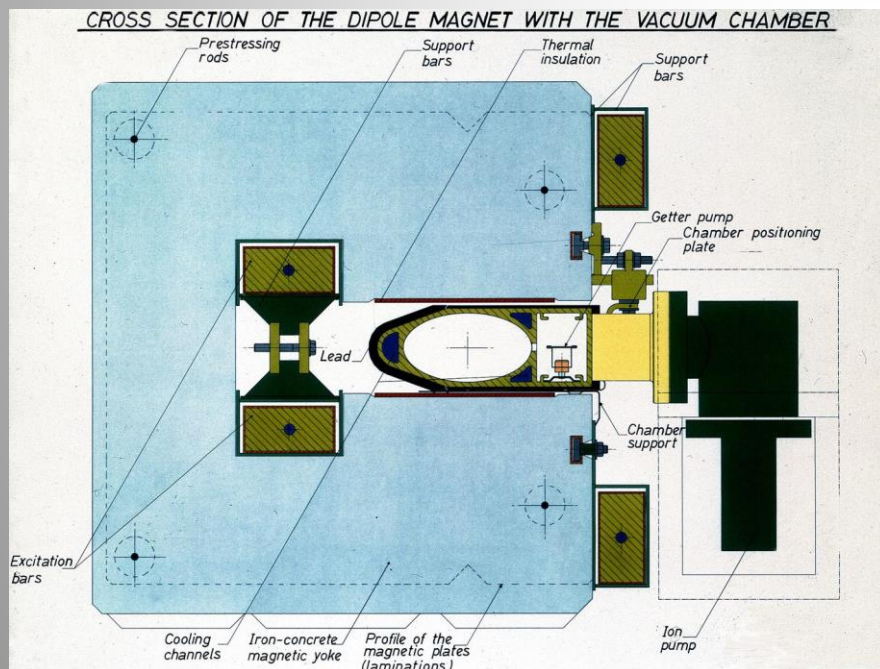 CROSS SECTION OF THE DIPOLE MAGNET WITH THE VACUUM CHAMBER
Prestressing
rods
Support
bars
Thermal
insulation
Support
bars
Getter pump
Chamber positioning
plate
Lead
Chamber
support
Excitation
bars
Cooling
channels
Iron-concrete
magnetic yoke
Profile of the
magnetic plates
(laminations)
Ion
pump